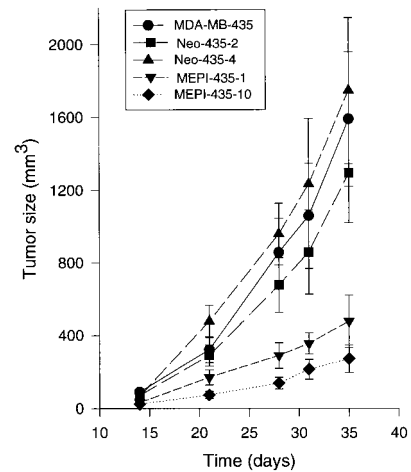 MDA-MB-435
Neo-435-2
Neo-435-4
MEPI-435-1
MEPI-435-10
2000
1600
1200
800
400
0
Tumor size (mm³)
10 15 20 25 30 35 40
Time (days)